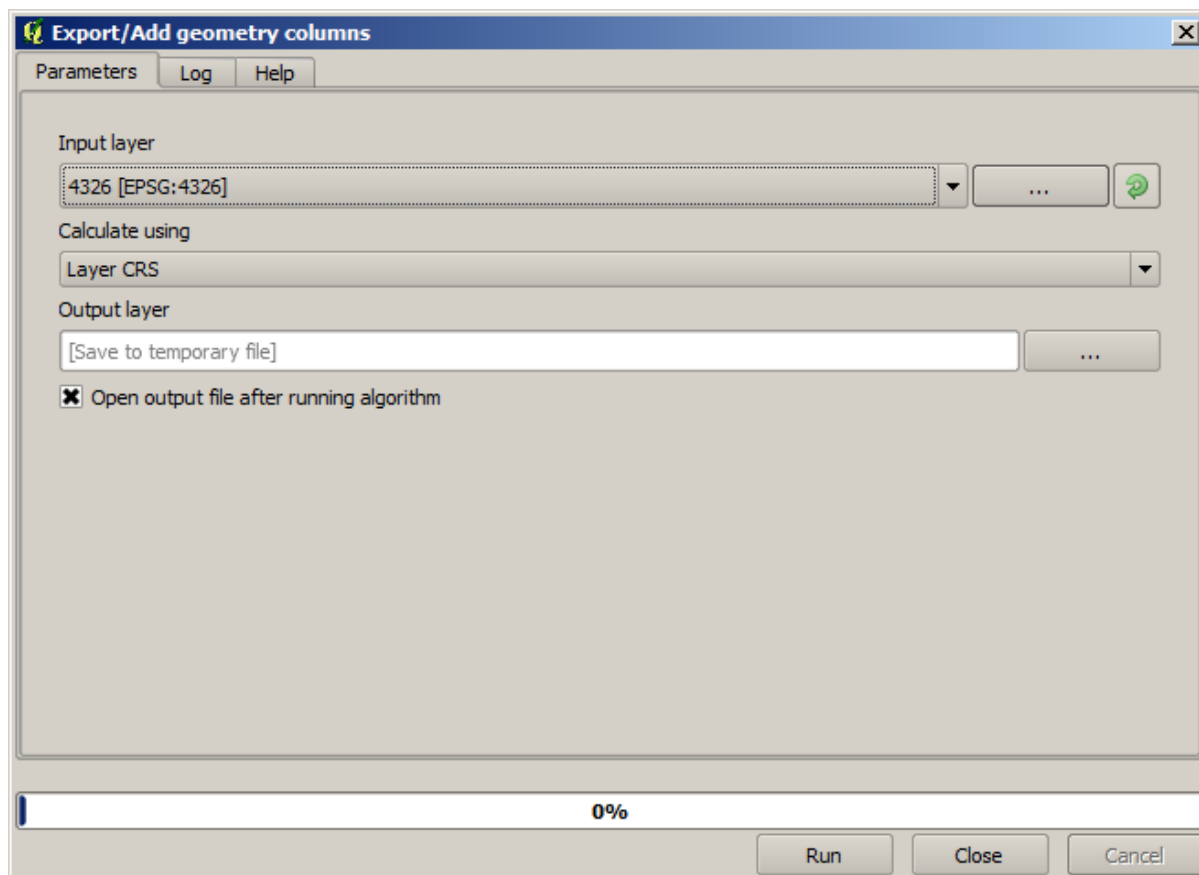 Export/Add geometry columns
Parameters Log Help
Input layer
4326 [EPSG:4326] ...
Calculate using
Layer CRS
Output layer
[Save to temporary file] ...
Open output file after running algorithm
0%
Run Close Cancel